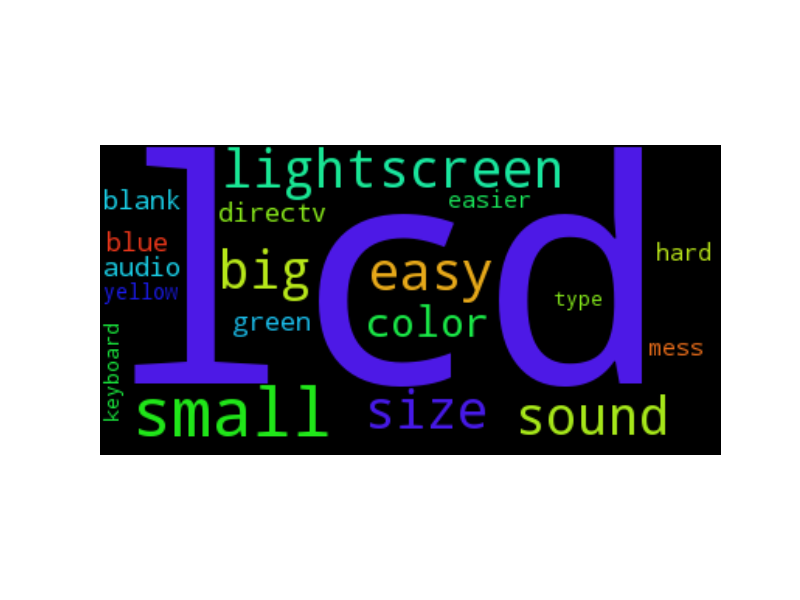 lightscreen
blank
easier
directv
blue
hard
audio
big
easy
yellow
type
green
color
lcd
mess
keyboard
small
size
sound